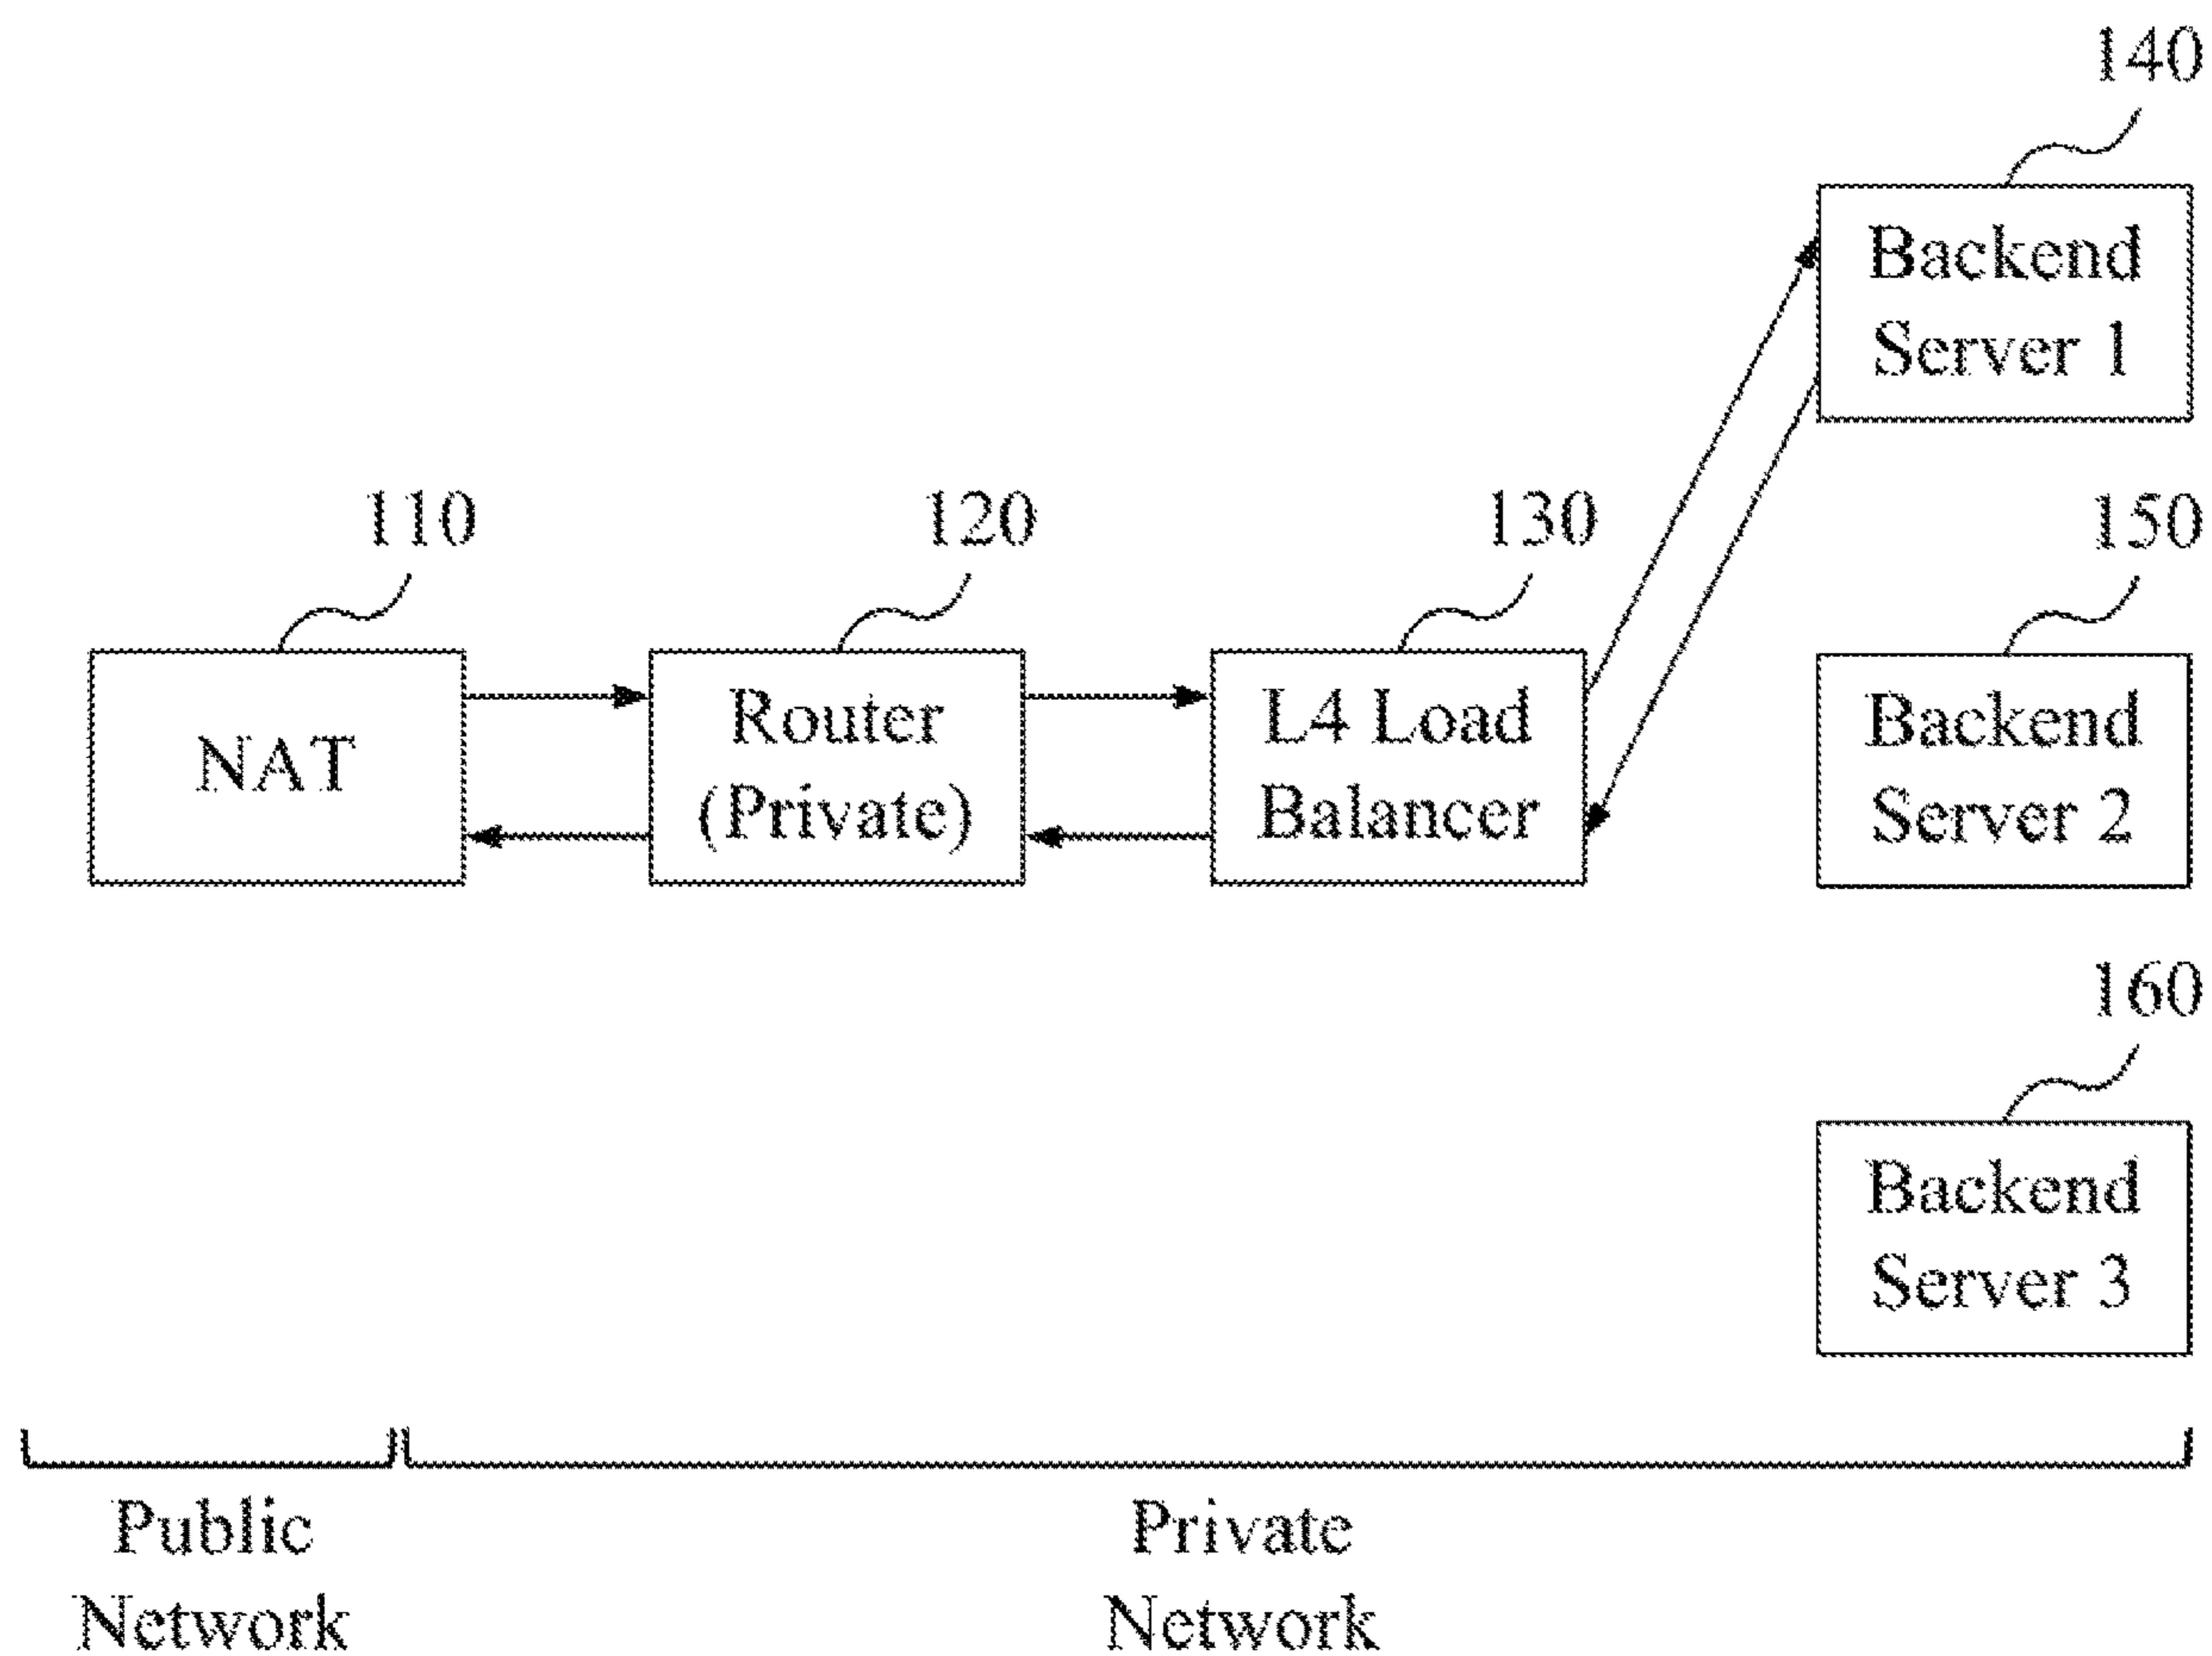 140
Backend
Server 1
110
120
130
150
NAT
Router
(Private)
L4 Load
Balancer
Backend
Server 2
160
Backend
Server 3
Public
Network
Private
Network